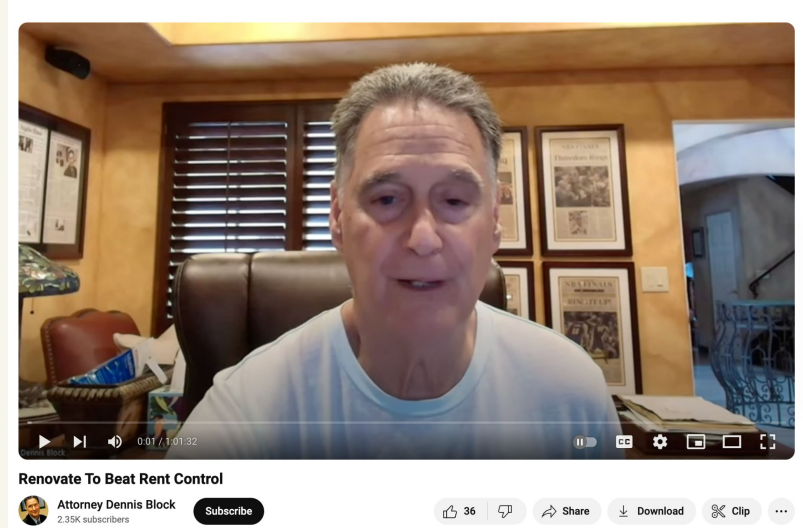 NBA FINALS
0:01 / 1:01:32
CC
Dennis Block
Renovate To Beat Rent Control
Attorney Dennis Block
2.35K subscribers
Subscribe
36
Share
Download
Clip